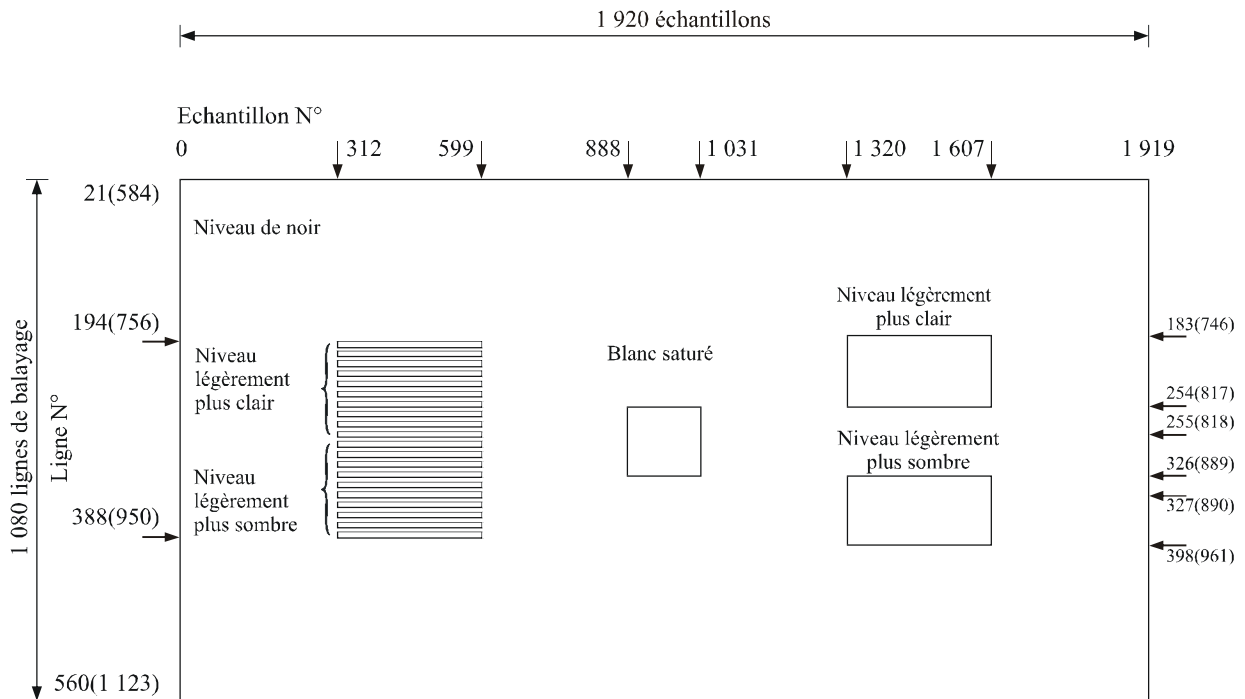 1 920 échantillons
Echantillon N°
0
312
599
888
1 031
1 320
1 607
1 919
21(584)
Niveau de noir
194(756)
Niveau
légèrement
plus clair
Niveau
légèrement
plus sombre
388(950)
560(1 123)
1 080 lignes de balayage
Ligne N°
Blanc saturé
Niveau légèrement
plus clair
Niveau légèrement
plus sombre
183(746)
254(817)
255(818)
326(889)
327(890)
398(961)